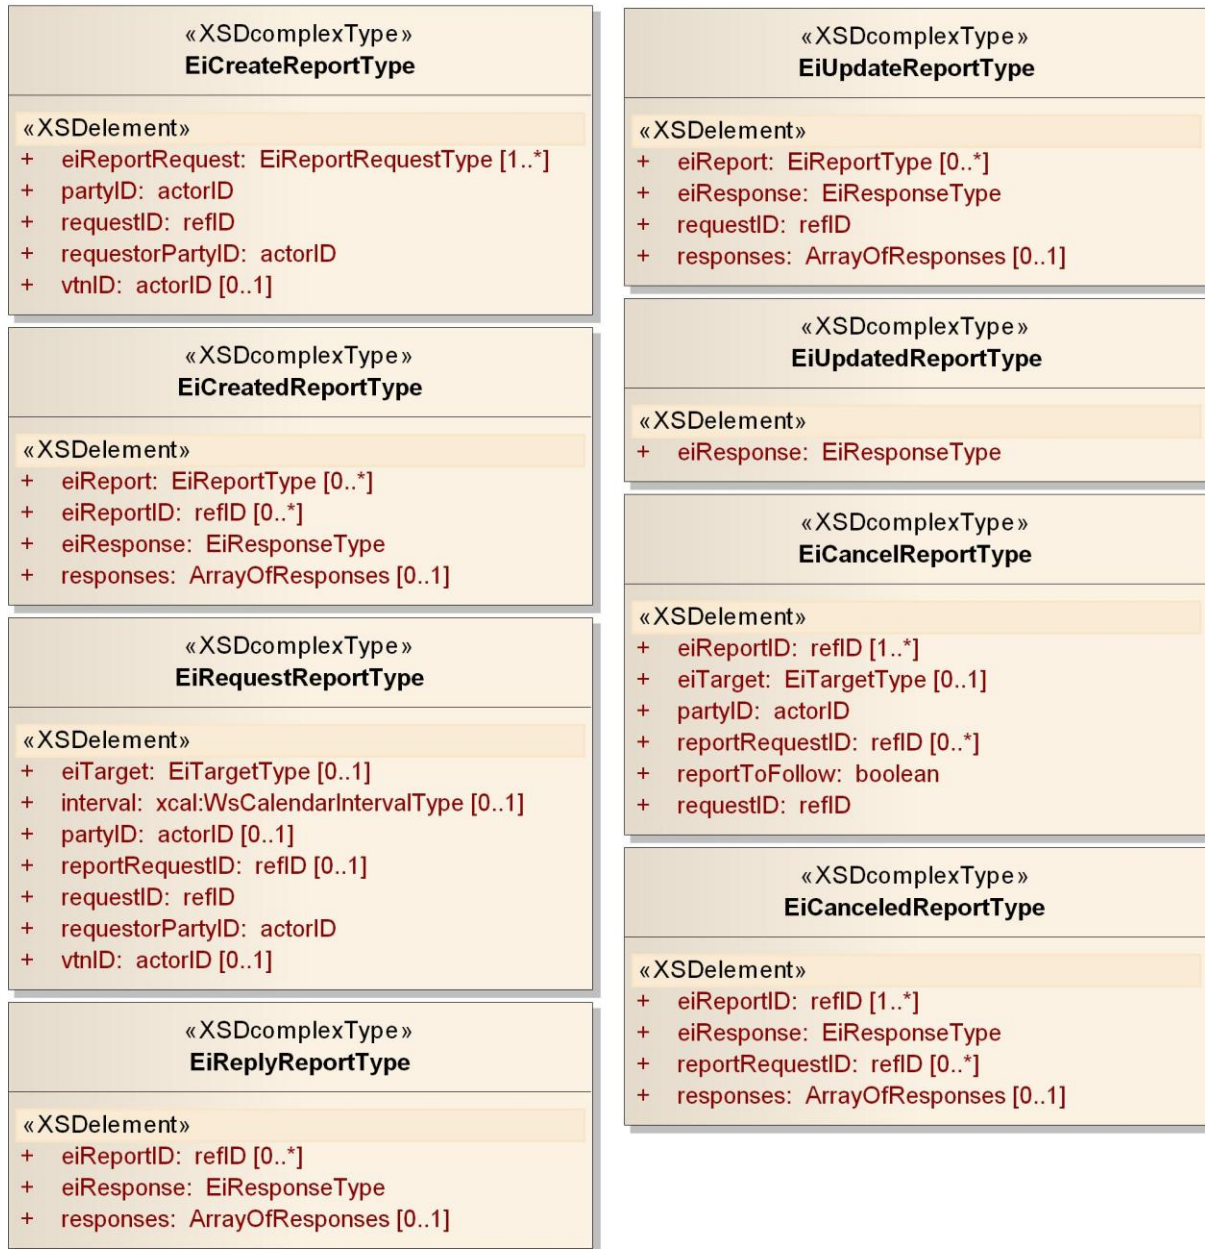 «XSDcomplexType»
EiCreateReportType
«XSDelement»
+ eiReportRequest: EiReportRequestType [1..*]
+ partyID: actorID
+ requestID: refID
+ requestorPartyID: actorID
+ vtnID: actorID [0..1]
«XSDcomplexType»
EiCreatedReportType
«XSDelement»
+ eiReport: EiReportType [0..*]
+ eiReportID: refID [0..*]
+ eiResponse: EiResponseType
+ responses: ArrayOfResponses [0..1]
«XSDcomplexType»
EiRequestReportType
«XSDelement»
+ eiTarget: EiTargetType [0..1]
+ interval: xcal:WsCalendarIntervalType [0..1]
+ partyID: actorID [0..1]
+ reportRequestID: refID [0..1]
+ requestID: refID
+ requestorPartyID: actorID
+ vtnID: actorID [0..1]
«XSDcomplexType»
EiReplyReportType
«XSDelement»
+ eiReportID: refID [0..*]
+ eiResponse: EiResponseType
+ responses: ArrayOfResponses [0..1]
«XSDcomplexType»
EiUpdateReportType
«XSDelement»
+ eiReport: EiReportType [0..*]
+ eiResponse: EiResponseType
+ requestID: refID
+ responses: ArrayOfResponses [0..1]
«XSDcomplexType»
EiUpdatedReportType
«XSDelement»
+ eiResponse: EiResponseType
«XSDcomplexType»
EiCancelReportType
«XSDelement»
+ eiReportID: refID [1..*]
+ eiTarget: EiTargetType [0..1]
+ partyID: actorID
+ reportRequestID: refID [0..*]
+ reportToFollow: boolean
+ requestID: refID
«XSDcomplexType»
EiCanceledReportType
«XSDelement»
+ eiReportID: refID [1..*]
+ eiResponse: EiResponseType
+ reportRequestID: refID [0..*]
+ responses: ArrayOfResponses [0..1]